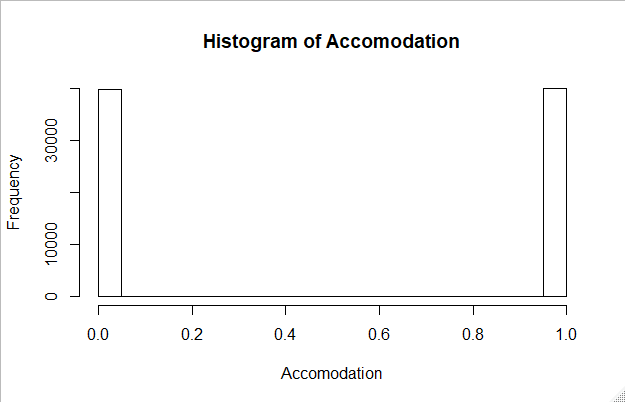 Histogram of Accomodation
Frequency
30000
10000
0
0.0 0.2 0.4 0.6 0.8 1.0
Accomodation